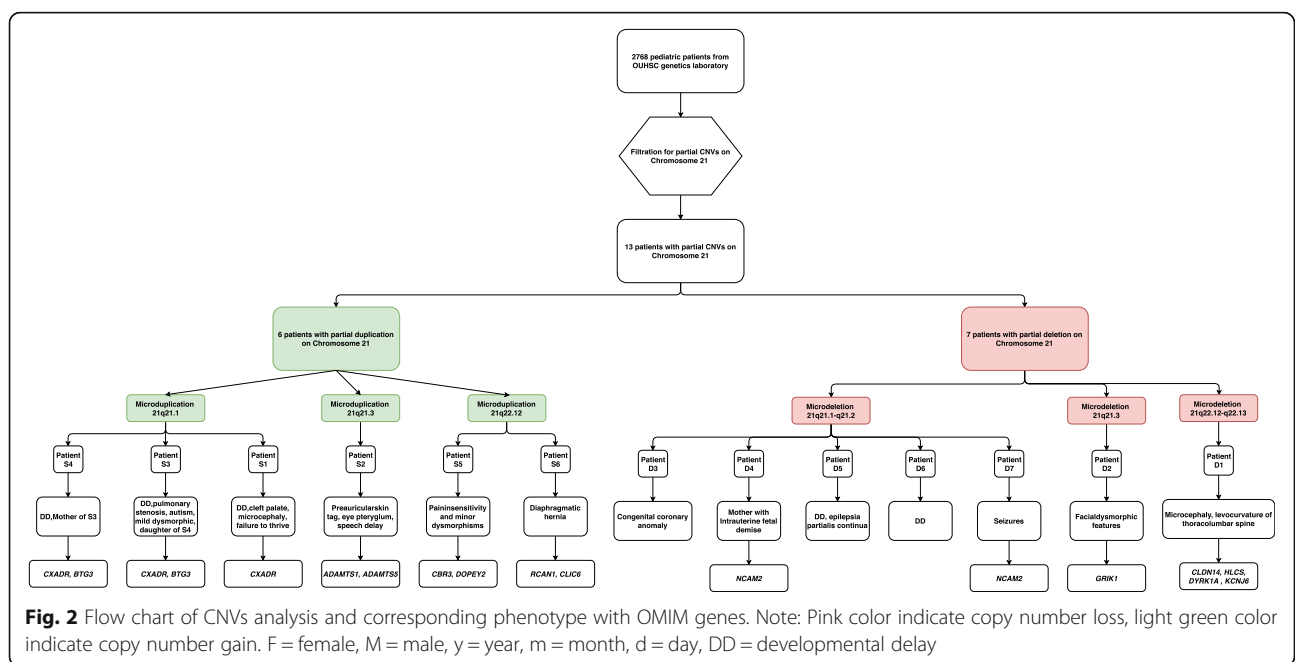 2768 pediatric patients from
OUHSC genetics laboratory
Filtration for partial CNVs on
Chromosome 21
13 patients with partial CNVs on
Chromosome 21
6 patients with partial duplication
on Chromosome 21
7 patients with partial deletion on
Chromosome 21
Microduplication
21q21.1
Microduplication
21q21.3
Microduplication
21q22.12
Microdeletion
21q21.1-q21.2
Microdeletion
21q21.3
Microdeletion
21q22.12-q22.13
Patient
S4
Patient
S3
Patient
S1
Patient
S2
Patient
S5
Patient
S6
Patient
D3
Patient
D4
Patient
D5
Patient
D6
Patient
D7
Patient
D2
Patient
D1
DD,Mother of S3
DD,pulmonary
stenosis, autism,
mild dysmorphic,
daughter of S4
DD,cleft palate,
microcephaly,
failure to thrive
Preauricularskin
tag, eye pterygium,
speech delay
Paininsensitivity
and minor
dysmorphisms
Diaphragmatic
hernia
Congenital coronary
anomaly
Mother with
Intrauterine fetal
demise
DD, epilepsia
partialis continua
DD
Seizures
Facialdysmorphic
features
Microcephaly, levocurvature of
thoracolumbar spine
CXADR, BTG3
CXADR, BTG3
CXADR
ADAMTS1, ADAMTS5
CBR3, DOPEY2
RCAN1, CLIC6
NCAM2
NCAM2
GRIK1
CLDN14, HLCS,
DYRK1A , KCNJ6
Fig. 2 Flow chart of CNVs analysis and corresponding phenotype with OMIM genes. Note: Pink color indicate copy number loss, light green color
indicate copy number gain. F = female, M = male, y = year, m = month, d = day, DD = developmental delay